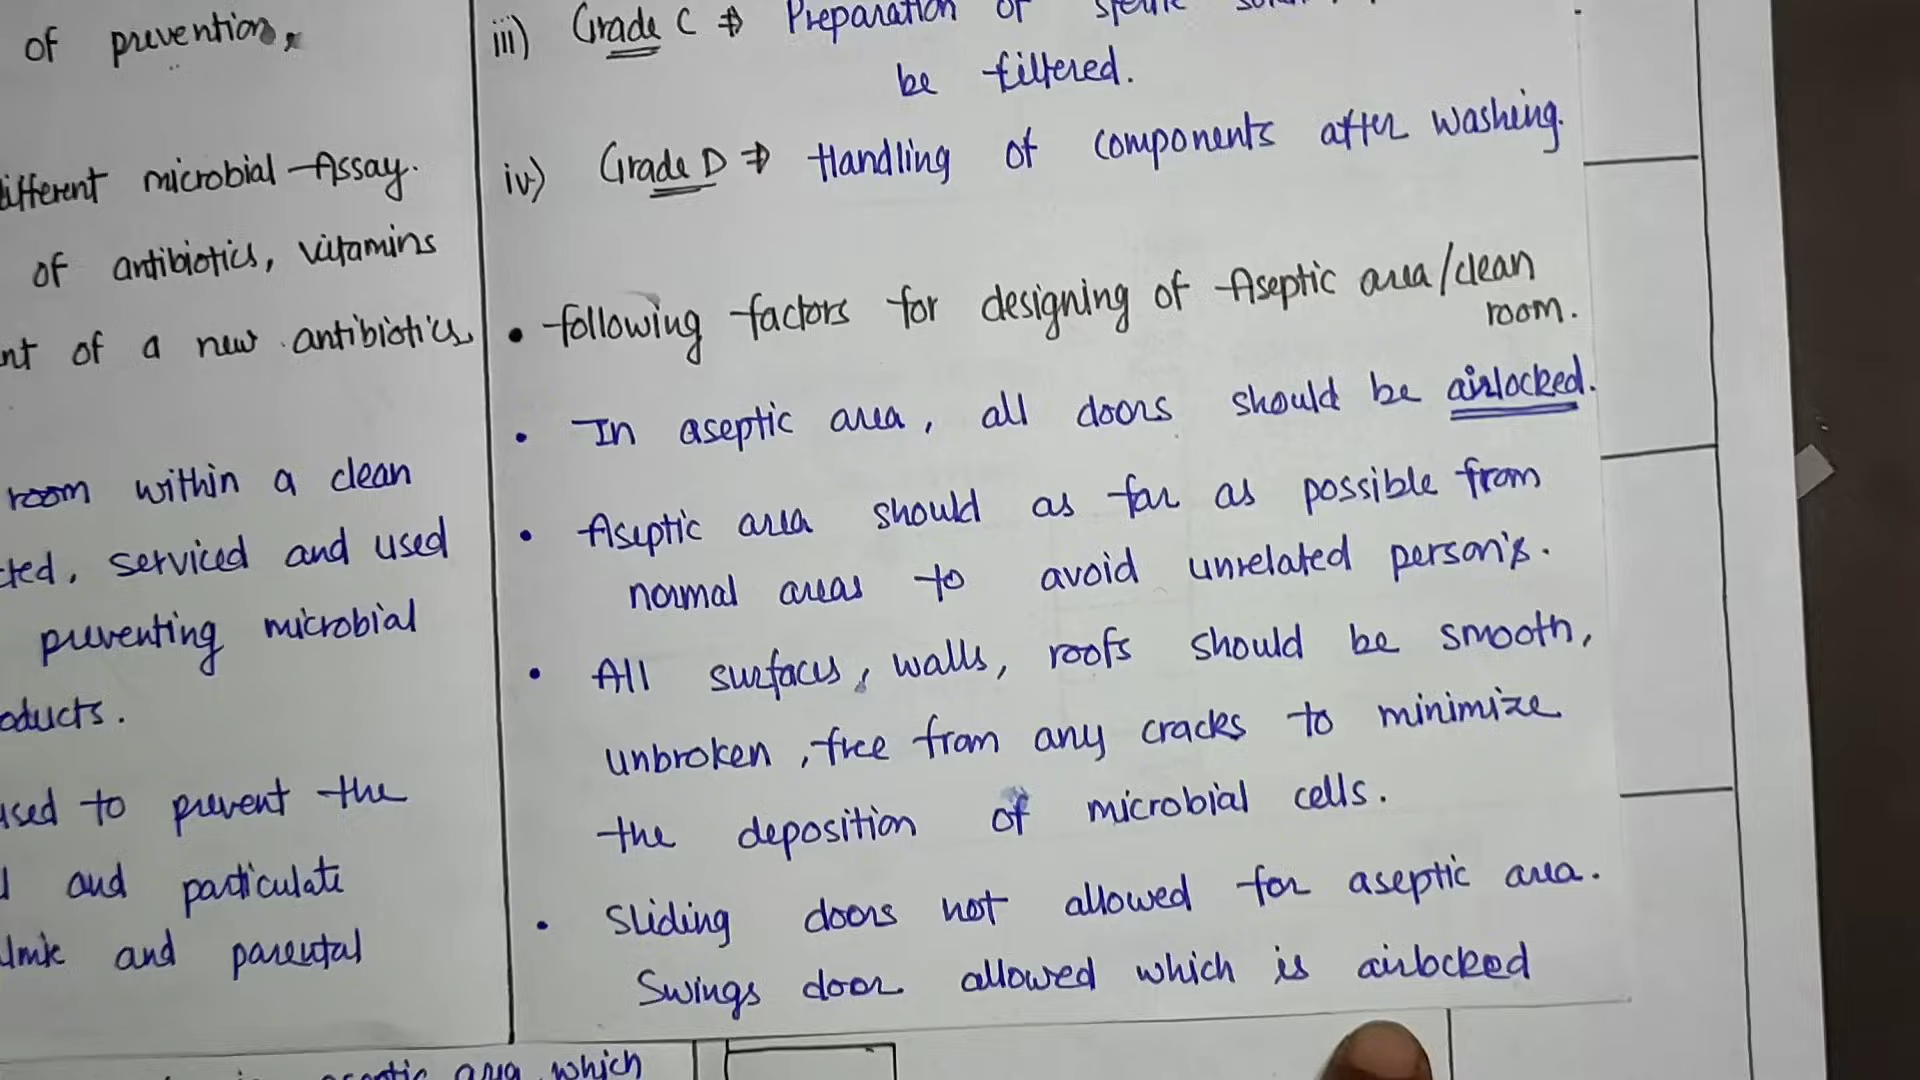 of prevention.
different microbial Assay.
of antibiotics, vitamins
of a new antibiotics
room within a clean
serviced and used
preventing microbial
used to prevent the
and particulate
and parental
iii) Grade C ⇒ Preparation of
be filtered.
iv) Grade D ⇒ Handling of components after washing.
• following factors for designing of Aseptic area/clean
room.
• In aseptic area, all doors should be airlocked.
• Aseptic area should as far as possible from
normal areas to avoid unrelated person's.
• All surfaces, walls, roofs should be smooth,
unbroken, free from any cracks to minimize
the deposition of microbial cells.
• Sliding doors not allowed for aseptic area.
Swings door allowed which is airlocked
area which